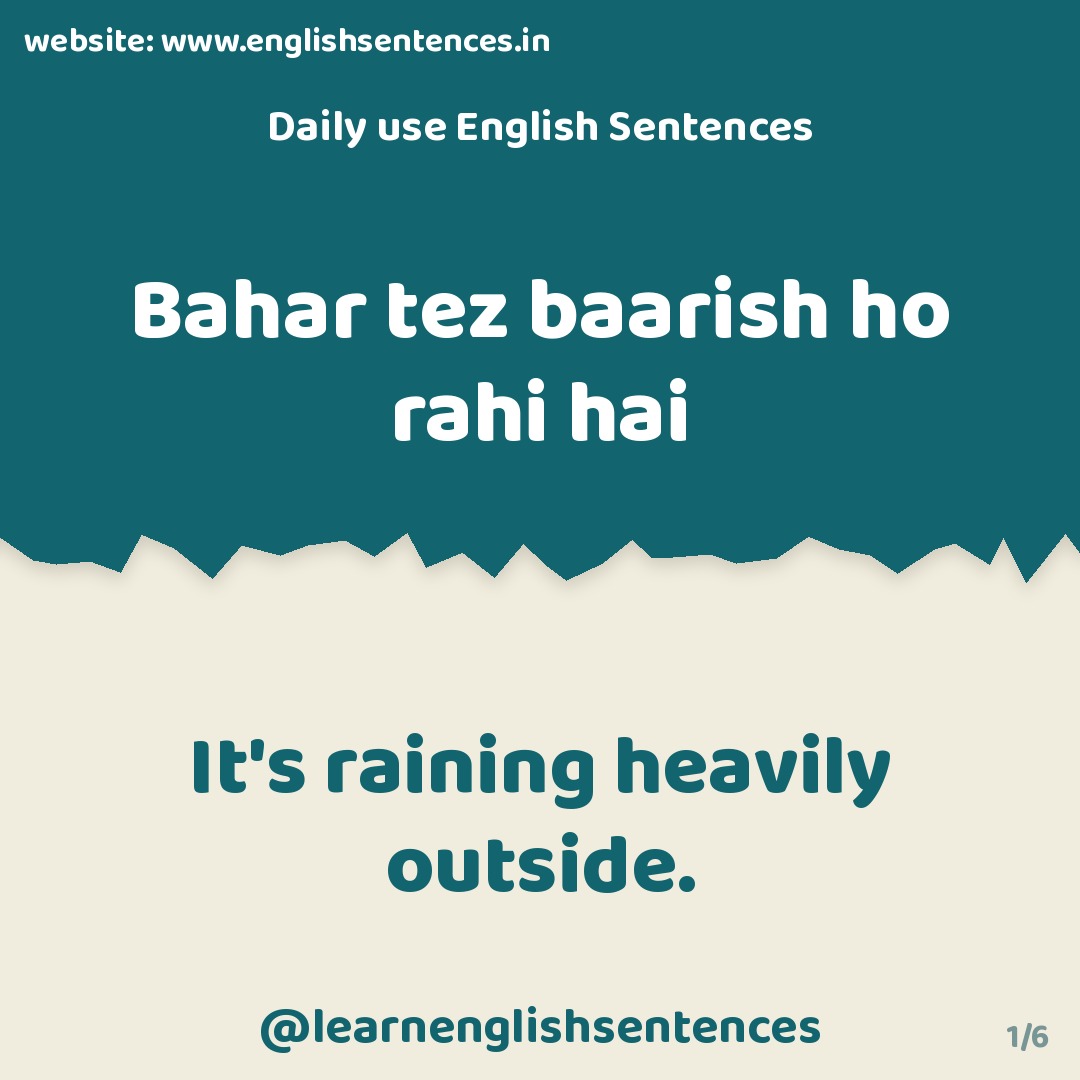 website: www.englishsentences.in
Daily use English Sentences
Bahar tez baarish ho
rahi hai
It's raining heavily
outside.
@learnenglishsentences
1/6